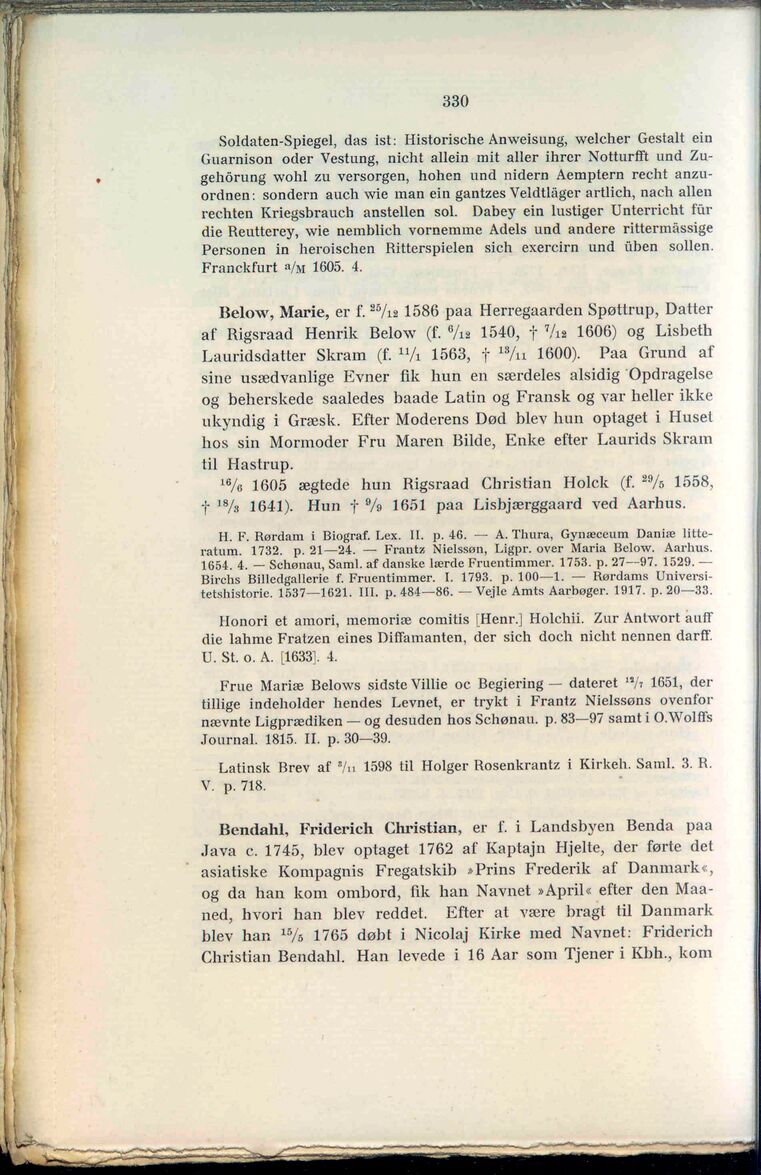 330
Soldaten-Spiegel, das ist: Historische Anweisung, welcher Gestalt ein
Guarnison oder Vestung, nicht allein mit aller ihrer Notturfft und Zu-
gehörung wohl zu versorgen, hohen und nidern Aemptern recht anzu-
ordnen: sondern auch wie man ein gantzes Veldtläger artlich, nach allen
rechten Kriegsbrauch anstellen sol. Dabey ein lustiger Unterricht für
die Reutterey, wie nemblich vornemme Adels und andere rittermässige
Personen in heroischen Ritterspielen sich exercirn und üben sollen.
Franckfurt a/M 1605. 4.
Below, Marie, er f. 25/12 1586 paa Herregaarden Spøttrup, Datter
af Rigsraad Henrik Below (f. 6/12 1540, † 7/12 1606) og Lisbeth
Lauridsdatter Skram (f. 11/1 1563, † 13/11 1600). Paa Grund af
sine usædvanlige Evner fik hun en særdeles alsidig Opdragelse
og beherskede saaledes baade Latin og Fransk og var heller ikke
ukyndig i Græsk. Efter Moderens Død blev hun optaget i Huset
hos sin Mormoder Fru Maren Bilde, Enke efter Laurids Skram
til Hastrup.
16/6 1605 ægtede hun Rigsraad Christian Holck (f. 29/5 1558,
† 18/3 1641). Hun † 9/9 1651 paa Lisbjærggaard ved Aarhus.
H. F. Rørdam i Biograf. Lex. II. p. 46. — A. Thura, Gynæceum Daniæ litte-
ratum. 1732. p. 21—24. — Frantz Nielssøn, Ligpr. over Maria Below. Aarhus.
1654. 4. — Schønau, Saml. af danske lærde Fruentimmer. 1753. p. 27—97. 1529. —
Birchs Billedgallerie f. Fruentimmer. I. 1793. p. 100—1. — Rørdams Universi-
tetshistorie. 1537—1621. III. p. 484—86. — Vejle Amts Aarbøger. 1917. p. 20—33.
Honori et amori, memoriæ comitis [Henr.] Holchii. Zur Antwort auff
die lahme Fratzen eines Diffamanten, der sich doch nicht nennen darff.
U. St. o. A. [1633]. 4.
Frue Mariæ Belows sidste Villie oc Begiering — dateret 12/7 1651, der
tillige indeholder hendes Levnet, er trykt i Frantz Nielssøns ovenfor
nævnte Ligprædiken — og desuden hos Schønau. p. 83—97 samt i O.Wolffs
Journal. 1815. II. p. 30—39.
Latinsk Brev af 3/11 1598 til Holger Rosenkrantz i Kirkeh. Saml. 3. R.
V. p. 718.
Bendahl, Friderich Christian, er f. i Landsbyen Benda paa
Java c. 1745, blev optaget 1762 af Kaptajn Hjelte, der førte det
asiatiske Kompagnis Fregatskib »Prins Frederik af Danmark«,
og da han kom ombord, fik han Navnet »April« efter den Maa-
ned, hvori han blev reddet. Efter at være bragt til Danmark
blev han 15/5 1765 døbt i Nicolaj Kirke med Navnet: Friderich
Christian Bendahl. Han levede i 16 Aar som Tjener i Kbh., kom